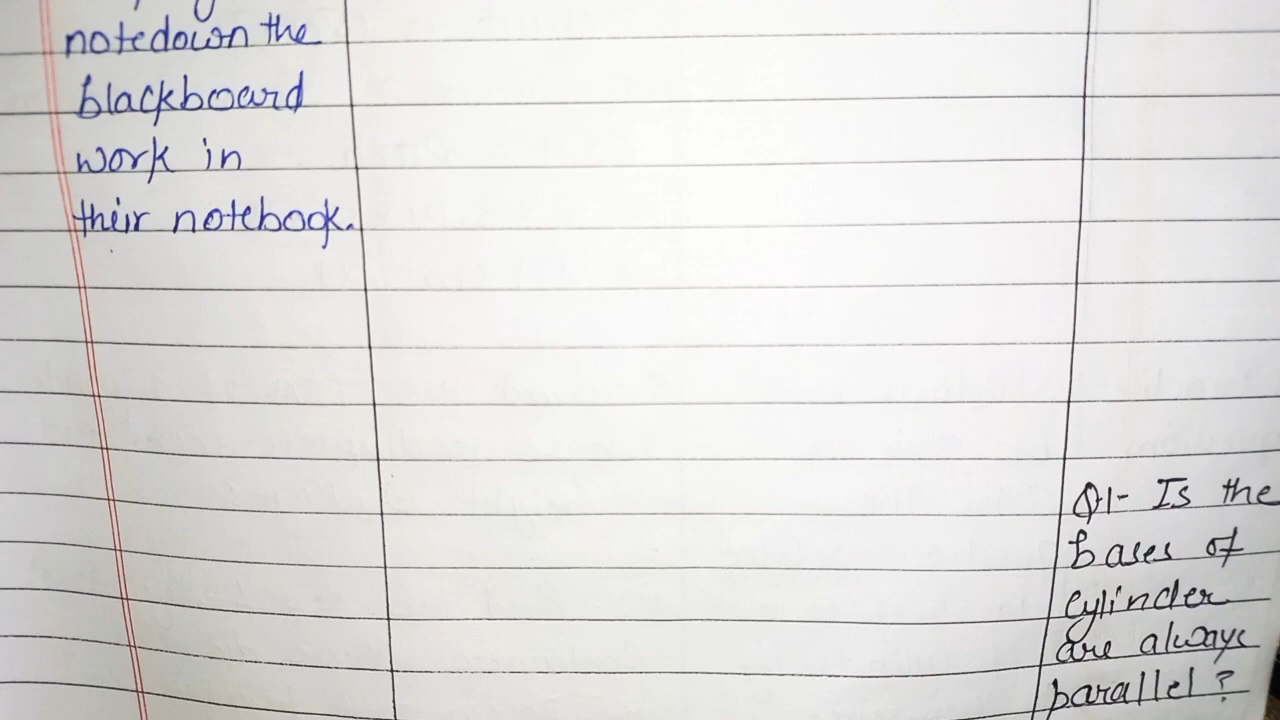 notedown the
blackboard
work in
their notebook.
Q1- Is the
bases of
cylinder
are always
parallel ?